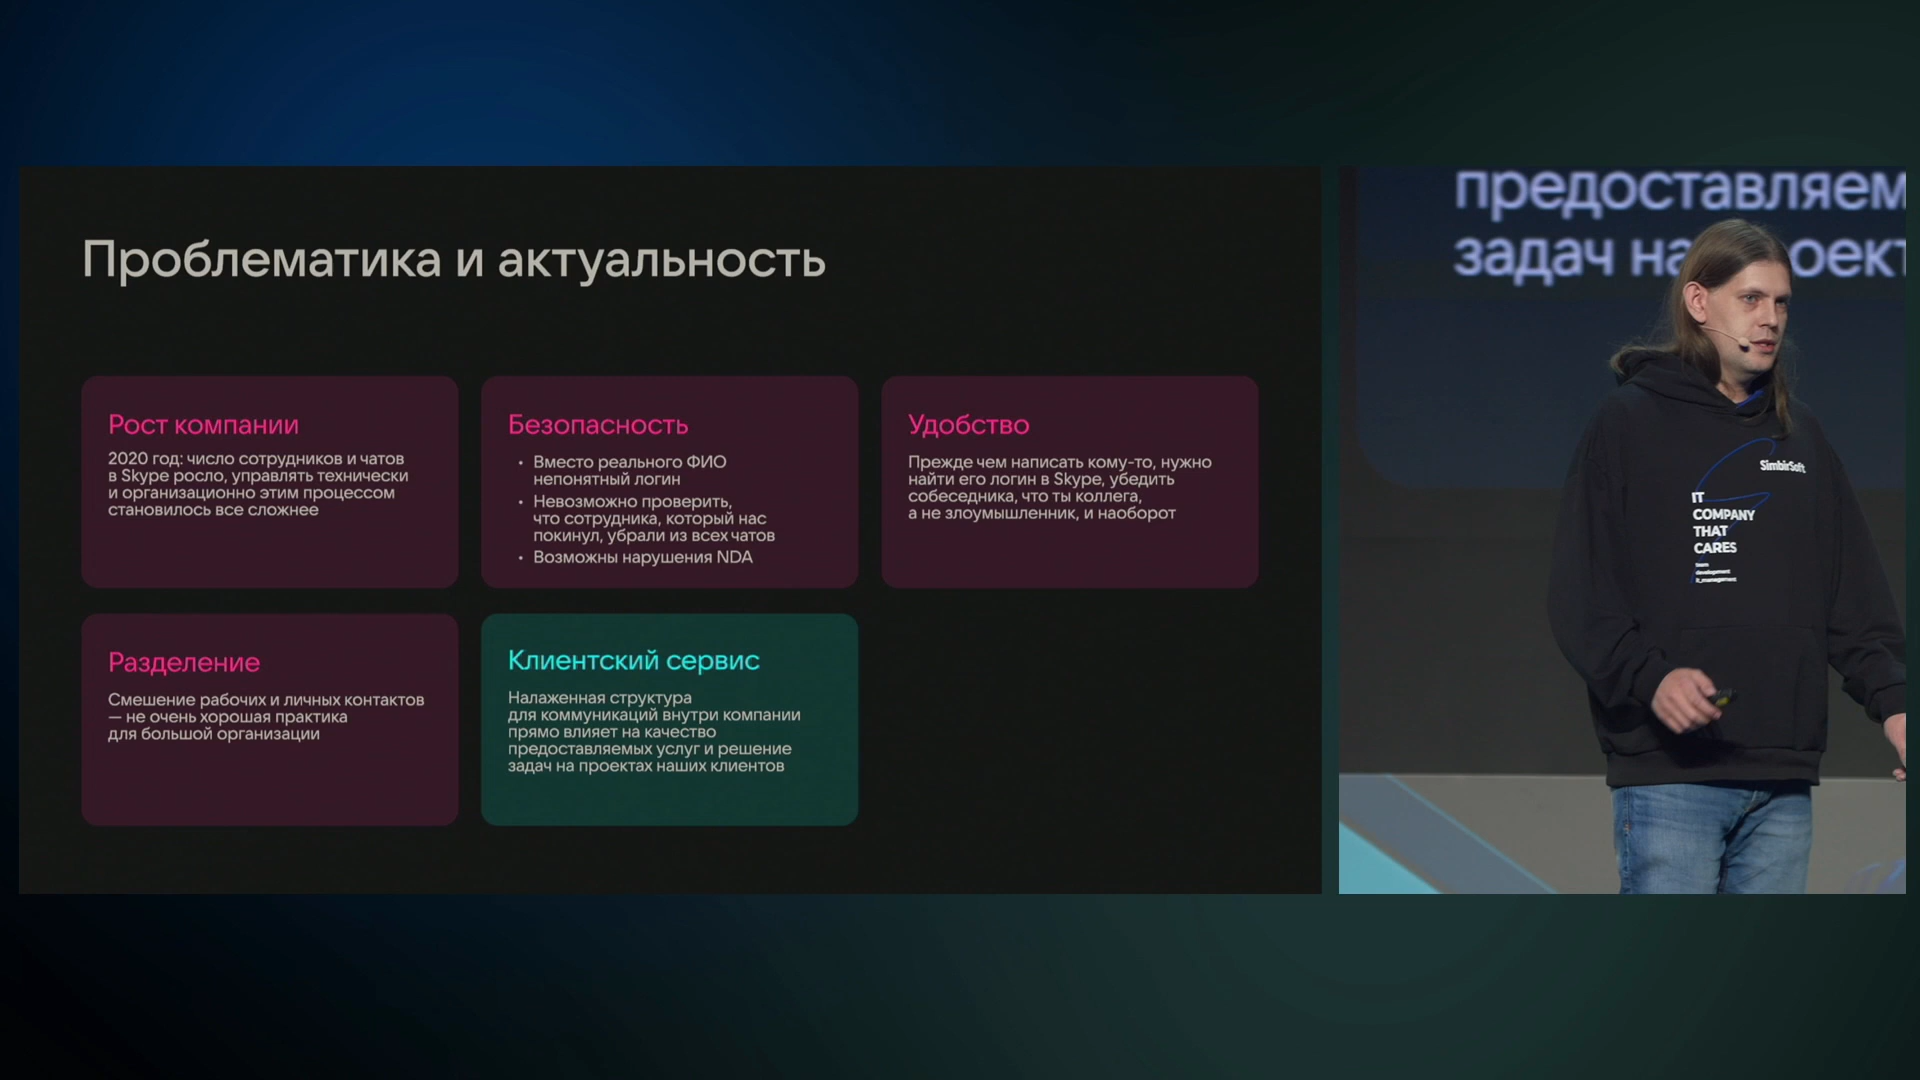 Проблематика и актуальность
Рост компании
2020 год: число сотрудников и чатов
в Skype росло, управлять технически
и организационно этим процессом
становилось все сложнее
Безопасность
• Вместо реального ФИО
непонятный логин
• Невозможно проверить,
что сотрудника, который нас
покинул, убрали из всех чатов
• Возможны нарушения NDA
Удобство
Прежде чем написать кому-то, нужно
найти его логин в Skype, убедить
собеседника, что ты коллега,
а не злоумышленник, и наоборот
Разделение
Смешение рабочих и личных контактов
— не очень хорошая практика
для большой организации
Клиентский сервис
Налаженная структура
для коммуникаций внутри компании
прямо влияет на качество
предоставляемых услуг и решение
задач на проектах наших клиентов
предоставляем
задач на
оект
SimbirSoft
IT
COMPANY
THAT
CARES
team
development
it_management